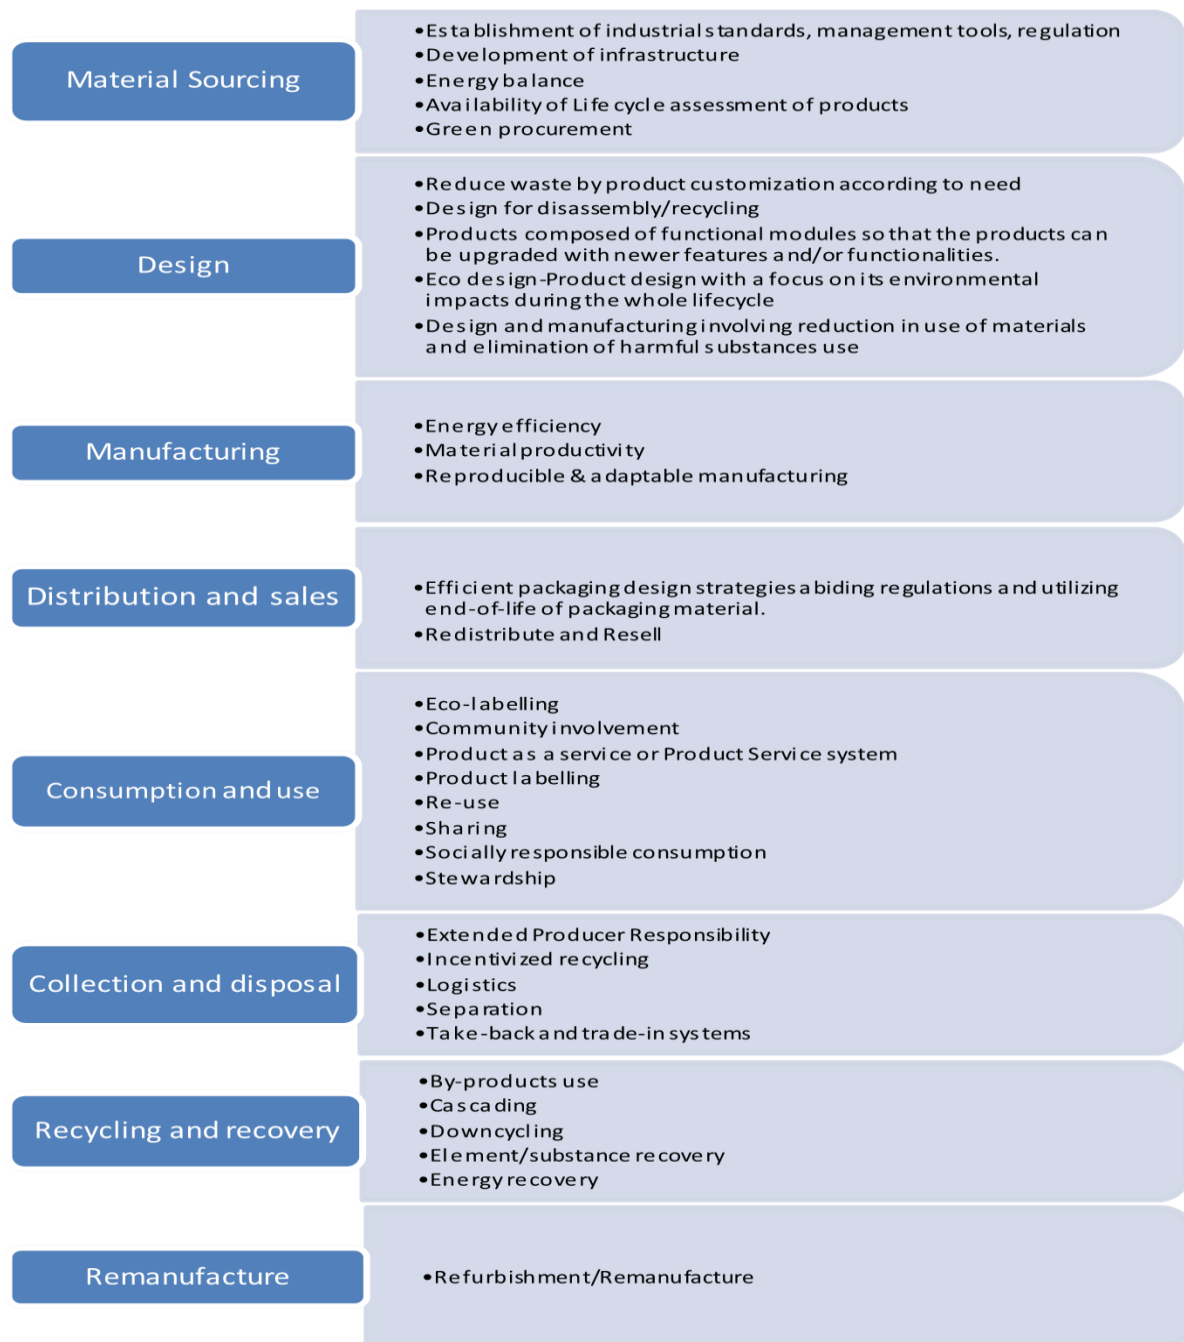 Material Sourcing
•Establishment of industrial standards, management tools, regulation
•Development of infrastructure
•Energy balance
•Availability of Life cycle assessment of products
•Green procurement
Design
•Reduce waste by product customization according to need
•Design for disassembly/recycling
•Products composed of functional modules so that the products can
be upgraded with newer features and/or functionalities.
•Eco design-Product design with a focus on its environmental
impacts during the whole lifecycle
•Design and manufacturing involving reduction in use of materials
and elimination of harmful substances use
Manufacturing
•Energy efficiency
•Material productivity
•Reproducible & adaptable manufacturing
Distribution and sales
•Efficient packaging design strategies abiding regulations and utilizing
end-of-life of packaging material.
•Redistribute and Resell
Consumption and use
•Eco-labelling
•Community involvement
•Product as a service or Product Service system
•Product labelling
•Re-use
•Sharing
•Socially responsible consumption
•Stewardship
Collection and disposal
•Extended Producer Responsibility
•Incentivized recycling
•Logistics
•Separation
•Take-back and trade-in systems
Recycling and recovery
•By-products use
•Cascading
•Downcycling
•Element/substance recovery
•Energy recovery
Remanufacture
•Refurbishment/Remanufacture